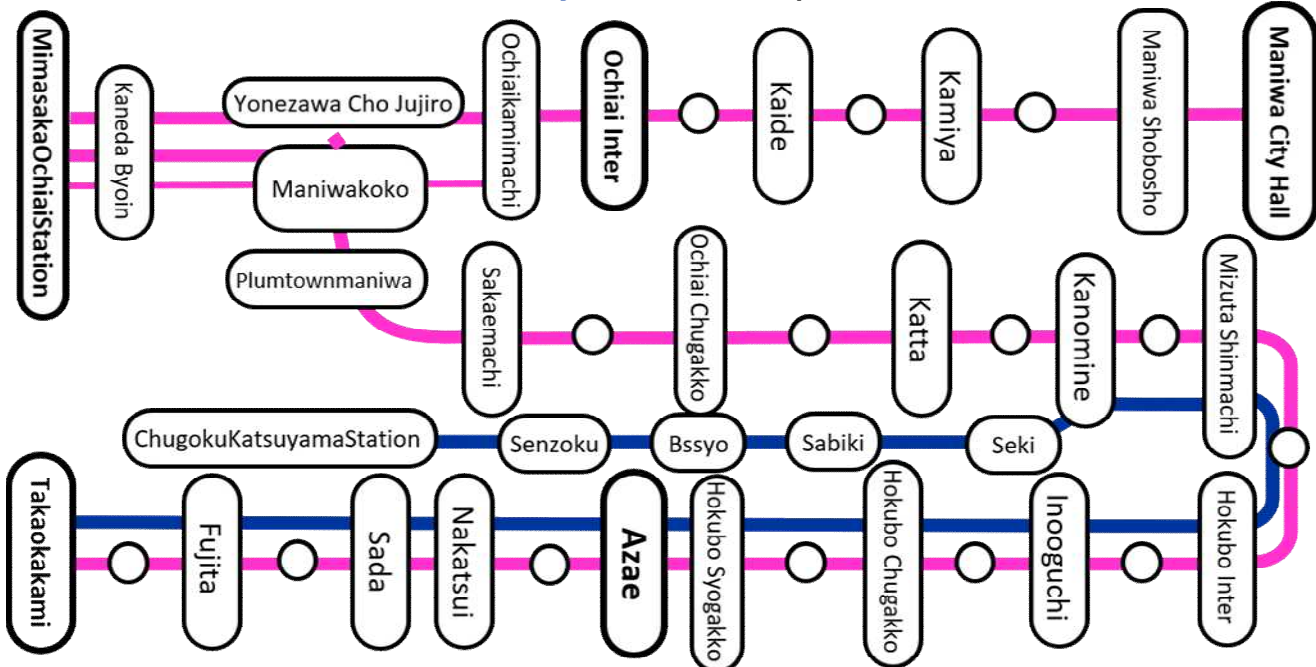 MimasakaOchiaiStation
Kaneda Byoin
Yonezawa Cho Jujiro
Maniwakoko
Ochiaikamimachi
Ochiai Inter
Kaide
Kamiya
Maniwa Shobosho
Maniwa City Hall
Plumtownmaniwa
Sakaemachi
Ochiai Chugakko
Katta
Kanomine
Mizuta Shinmachi
ChugokuKatsuyamaStation
Senzoku
Bssyo
Sabiki
Seki
Takaokakami
Fujita
Sada
Nakatsui
Azae
Hokubo Syogakko
Hokubo Chugakko
Inooguchi
Hokubo Inter